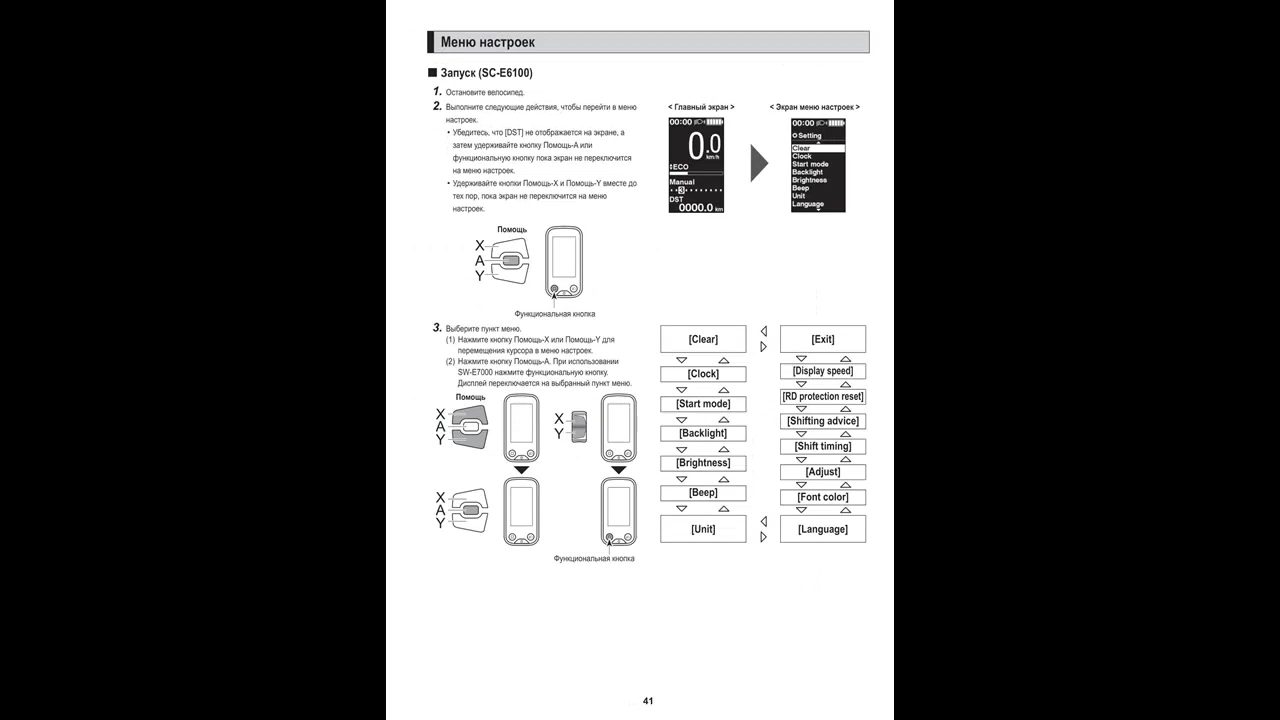 Меню настроек
■ Запуск (SC-E6100)
1. Остановите велосипед.
2. Выполните следующие действия, чтобы перейти в меню
настроек.
• Убедитесь, что [DST] не отображается на экране, а
затем удерживайте кнопку Помощь-A или
функциональную кнопку пока экран не переключится
на меню настроек.
• Удерживайте кнопки Помощь-X и Помощь-Y вместе до
тех пор, пока экран не переключится на меню
настроек.
< Главный экран >
00:00
0.0
km/h
ECO
Manual
3
DST
0000.0 km
< Экран меню настроек >
00:00
Setting
Clear
Clock
Start mode
Backlight
Brightness
Beep
Unit
Language
Помощь
X
A
Y
Функциональная кнопка
3. Выберите пункт меню.
(1) Нажмите кнопку Помощь-X или Помощь-Y для
перемещения курсора в меню настроек.
(2) Нажмите кнопку Помощь-A. При использовании
SW-E7000 нажмите функциональную кнопку.
Дисплей переключается на выбранный пункт меню.
Помощь
X
A
Y
X
Y
X
A
Y
Функциональная кнопка
[Clear]
[Clock]
[Start mode]
[Backlight]
[Brightness]
[Beep]
[Unit]
[Exit]
[Display speed]
[RD protection reset]
[Shifting advice]
[Shift timing]
[Adjust]
[Font color]
[Language]
41